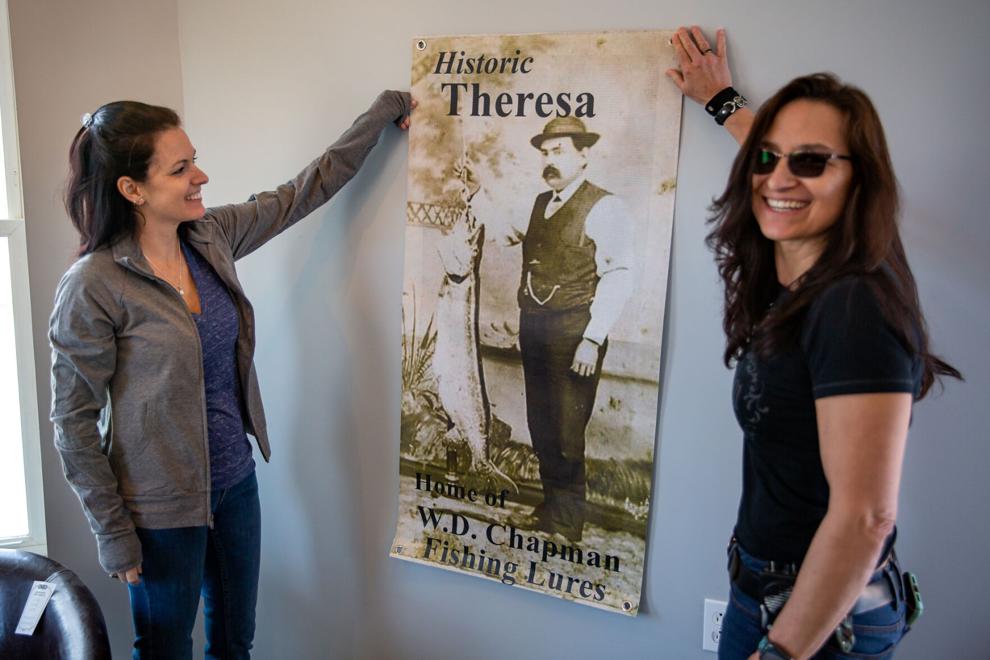 Historic
Theresa
Home of
W.D. Chapman
Fishing Lures